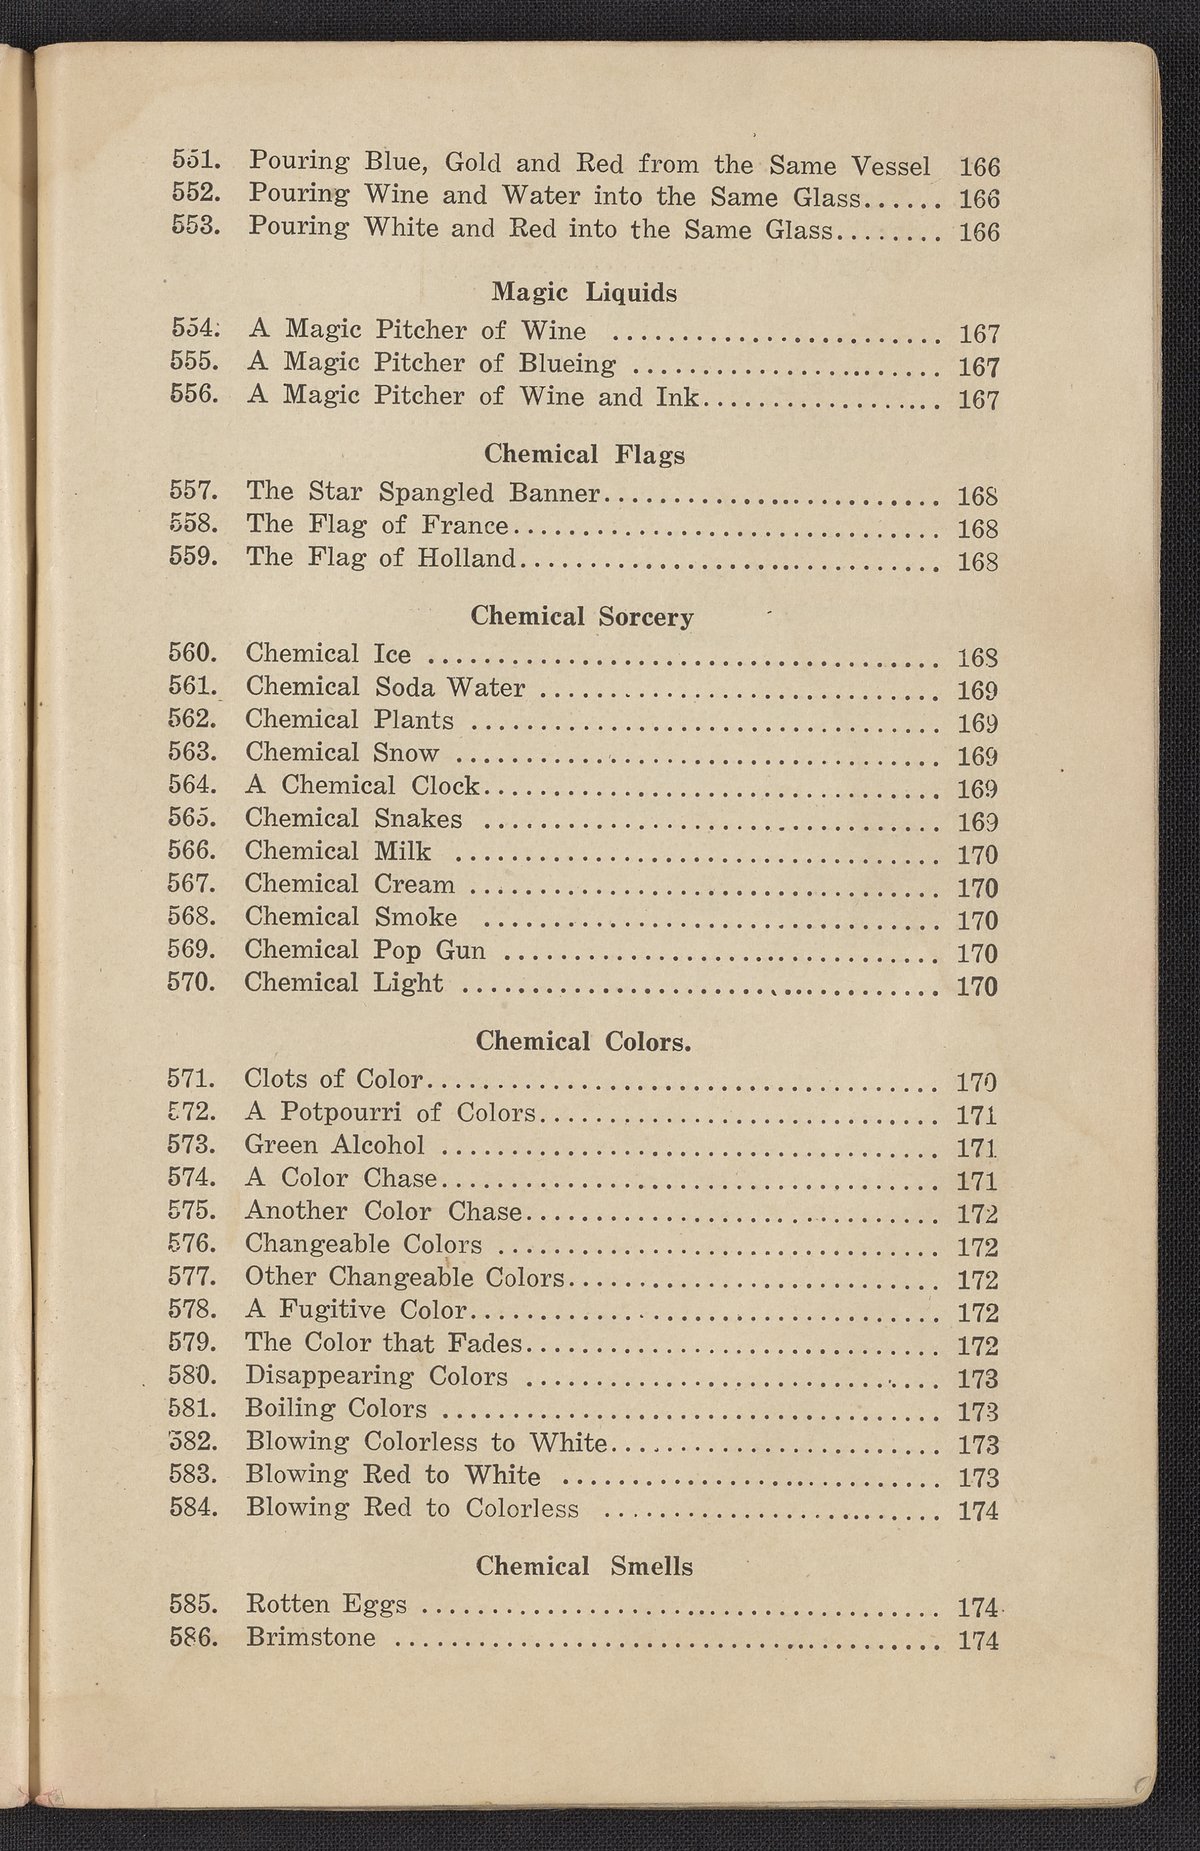 551. Pouring Blue, Gold and Red from the Same Vessel 166
552. Pouring Wine and Water into the Same Glass...... 166
553. Pouring White and Red into the Same Glass........ 166
Magic Liquids
554. A Magic Pitcher of Wine ........................ 167
555. A Magic Pitcher of Blueing ...................... 167
556. A Magic Pitcher of Wine and Ink................. 167
Chemical Flags
557. The Star Spangled Banner........................ 168
558. The Flag of France............................... 168
559. The Flag of Holland.............................. 168
Chemical Sorcery
560. Chemical Ice ..................................... 168
561. Chemical Soda Water ............................. 169
562. Chemical Plants .................................. 169
563. Chemical Snow ................................... 169
564. A Chemical Clock................................. 169
565. Chemical Snakes ................................. 169
566. Chemical Milk ................................... 170
567. Chemical Cream .................................. 170
568. Chemical Smoke ................................. 170
569. Chemical Pop Gun ............................... 170
570. Chemical Light .................................. 170
Chemical Colors.
571. Clots of Color..................................... 170
572. A Potpourri of Colors............................. 171
573. Green Alcohol .................................... 171
574. A Color Chase.................................... 171
575. Another Color Chase.............................. 172
576. Changeable Colors ................................ 172
577. Other Changeable Colors........................... 172
578. A Fugitive Color.................................. 172
579. The Color that Fades.............................. 172
580. Disappearing Colors .............................. 173
581. Boiling Colors .................................... 173
582. Blowing Colorless to White........................ 173
583. Blowing Red to White ........................... 173
584. Blowing Red to Colorless ........................ 174
Chemical Smells
585. Rotten Eggs ..................................... 174
586. Brimstone ....................................... 174